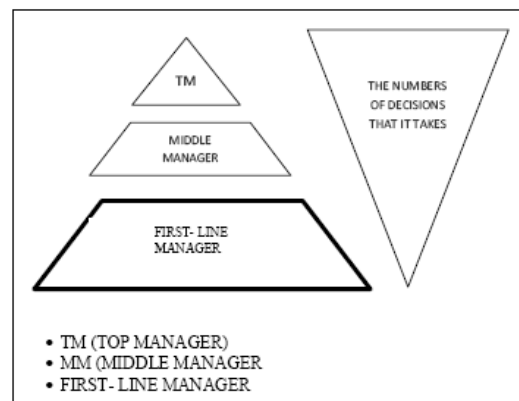 TM
MIDDLE
MANAGER
FIRST- LINE
MANAGER
THE NUMBERS
OF DECISIONS
THAT IT TAKES
• TM (TOP MANAGER)
• MM (MIDDLE MANAGER
• FIRST- LINE MANAGER